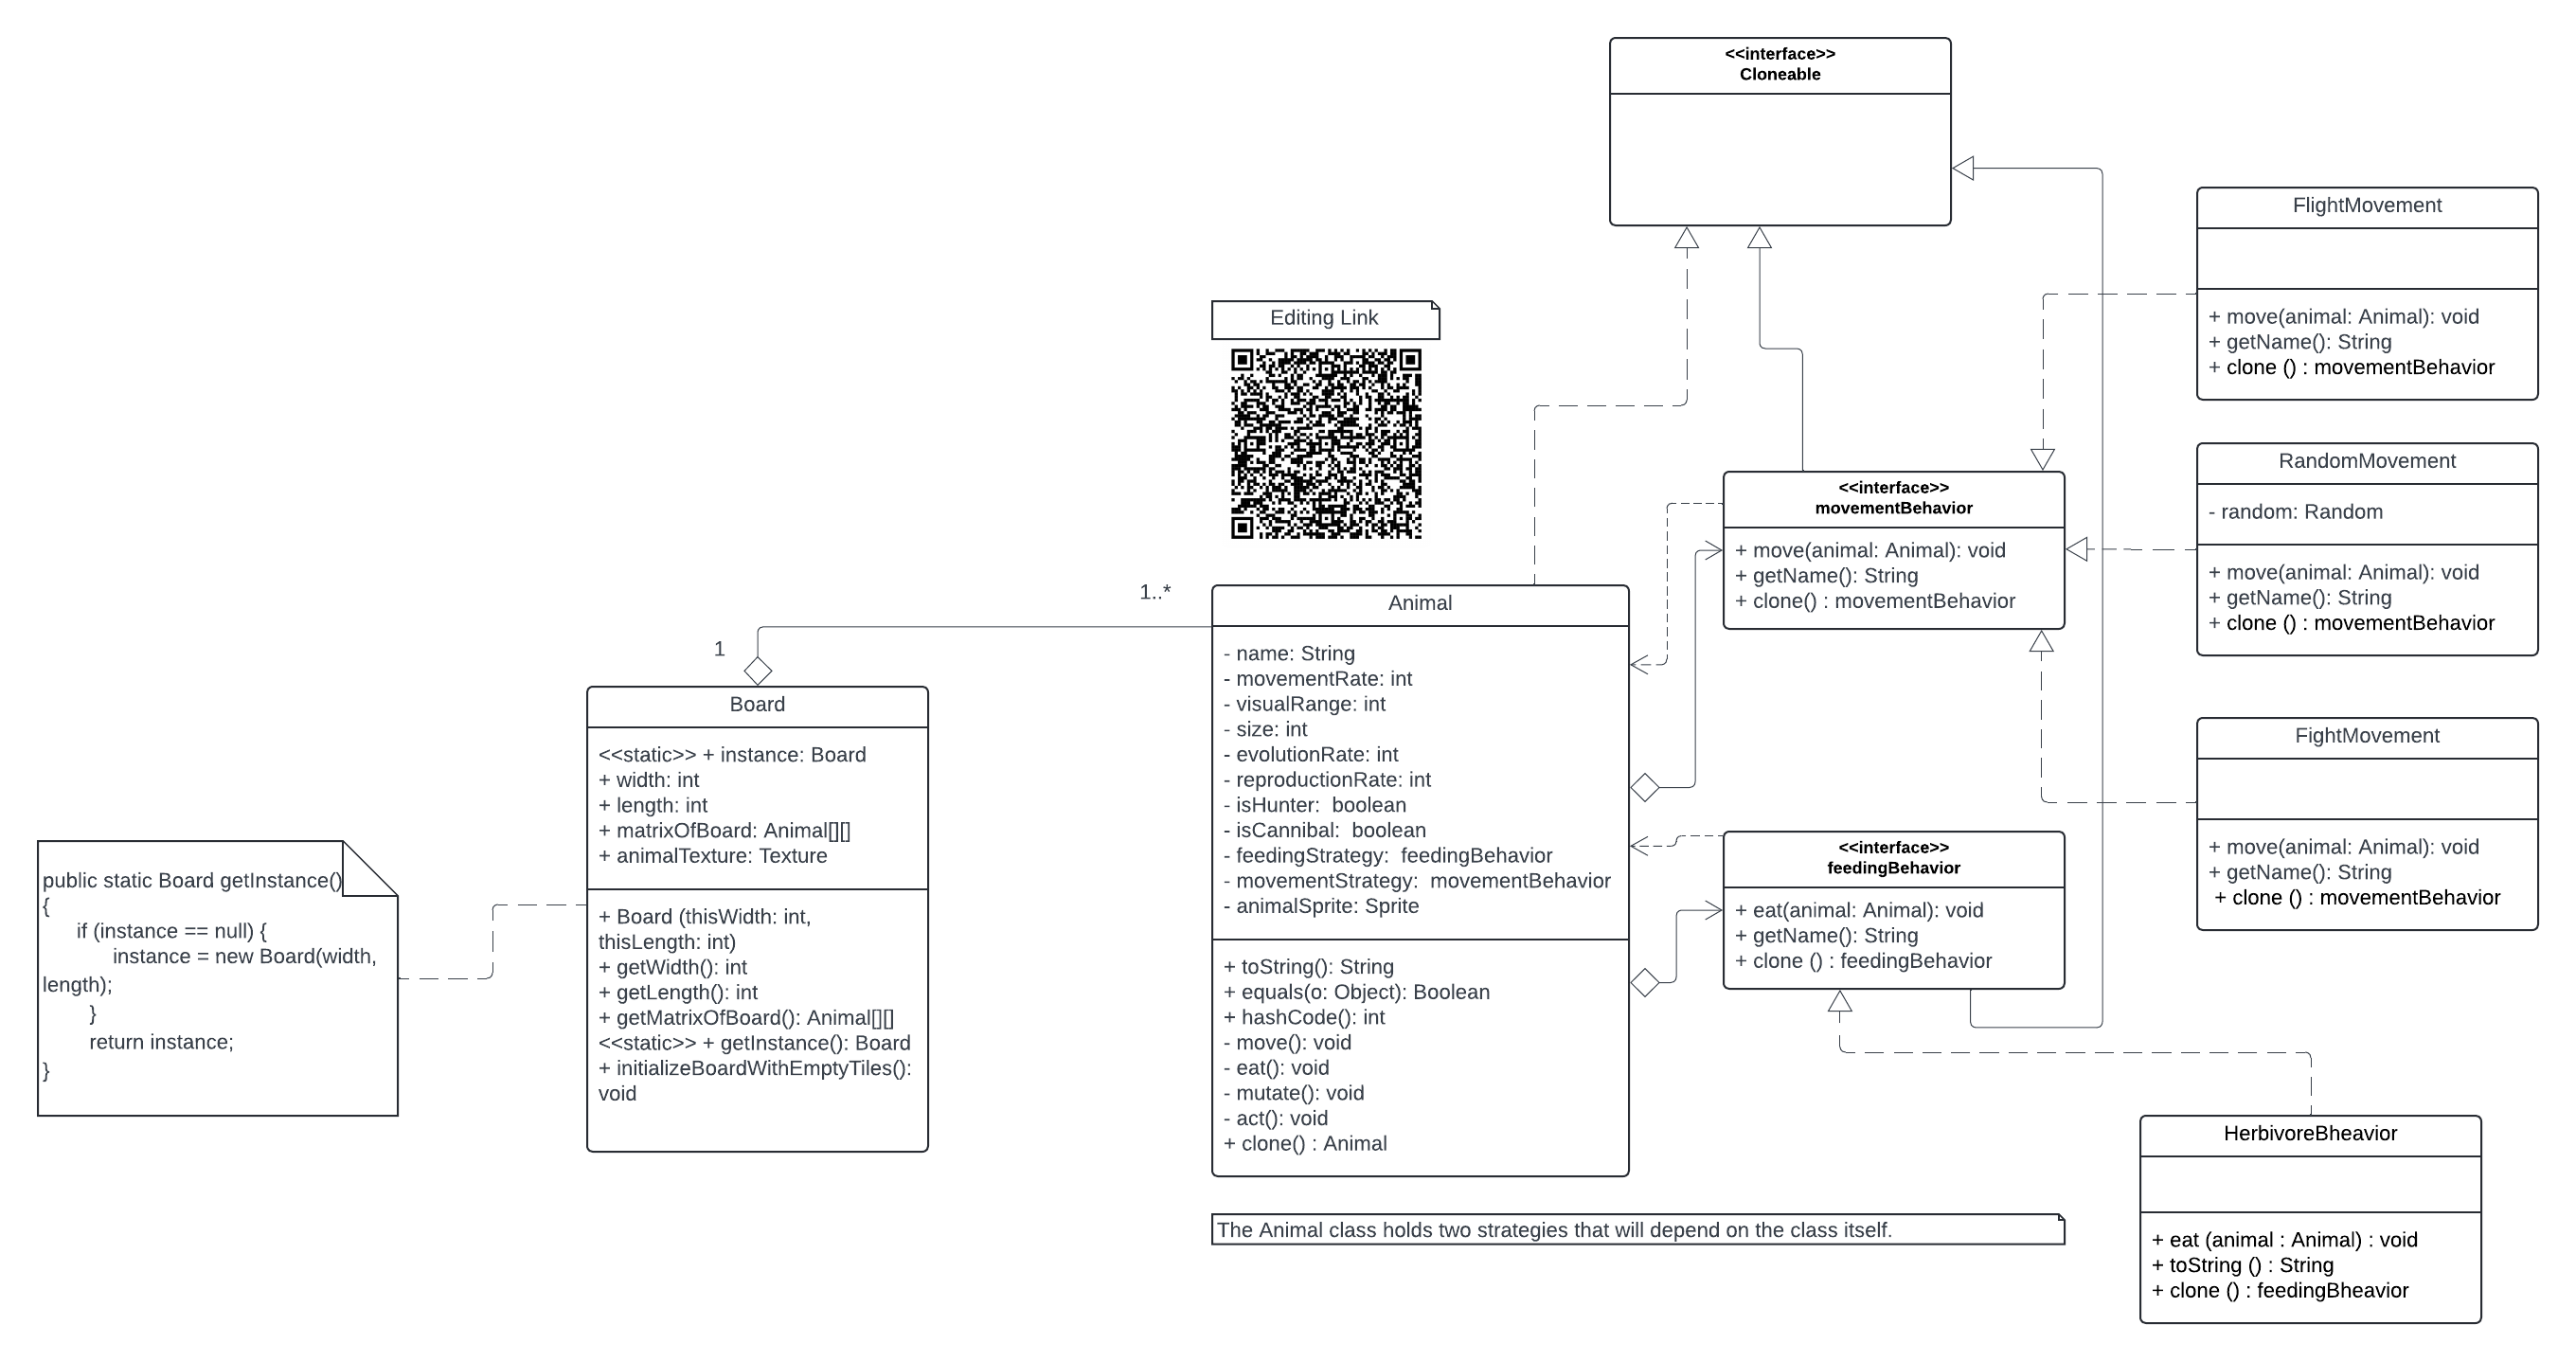 <<interface>>
Cloneable
FlightMovement
+ move(animal: Animal): void
+ getName(): String
+ clone () : movementBehavior
Editing Link
RandomMovement
- random: Random
+ move(animal: Animal): void
+ getName(): String
+ clone () : movementBehavior
<<interface>>
movementBehavior
+ move(animal: Animal): void
+ getName(): String
+ clone() : movementBehavior
1..*
1
Animal
- name: String
- movementRate: int
- visualRange: int
- size: int
- evolutionRate: int
- reproductionRate: int
- isHunter:  boolean
- isCannibal:  boolean
- feedingStrategy:  feedingBehavior
- movementStrategy:  movementBehavior
- animalSprite: Sprite
+ toString(): String
+ equals(o: Object): Boolean
+ hashCode(): int
- move(): void
- eat(): void
- mutate(): void
- act(): void
+ clone() : Animal
Board
<<static>> + instance: Board
+ width: int
+ length: int
+ matrixOfBoard: Animal[][]
+ animalTexture: Texture
+ Board (thisWidth: int,
thisLength: int)
+ getWidth(): int
+ getLength(): int
+ getMatrixOfBoard(): Animal[][]
<<static>> + getInstance(): Board
+ initializeBoardWithEmptyTiles():
void
public static Board getInstance()
{
if (instance == null) {
instance = new Board(width,
length);
}
return instance;
}
FightMovement
+ move(animal: Animal): void
+ getName(): String
+ clone () : movementBehavior
<<interface>>
feedingBehavior
+ eat(animal: Animal): void
+ getName(): String
+ clone () : feedingBehavior
HerbivoreBheavior
+ eat (animal : Animal) : void
+ toString () : String
+ clone () : feedingBheavior
The Animal class holds two strategies that will depend on the class itself.